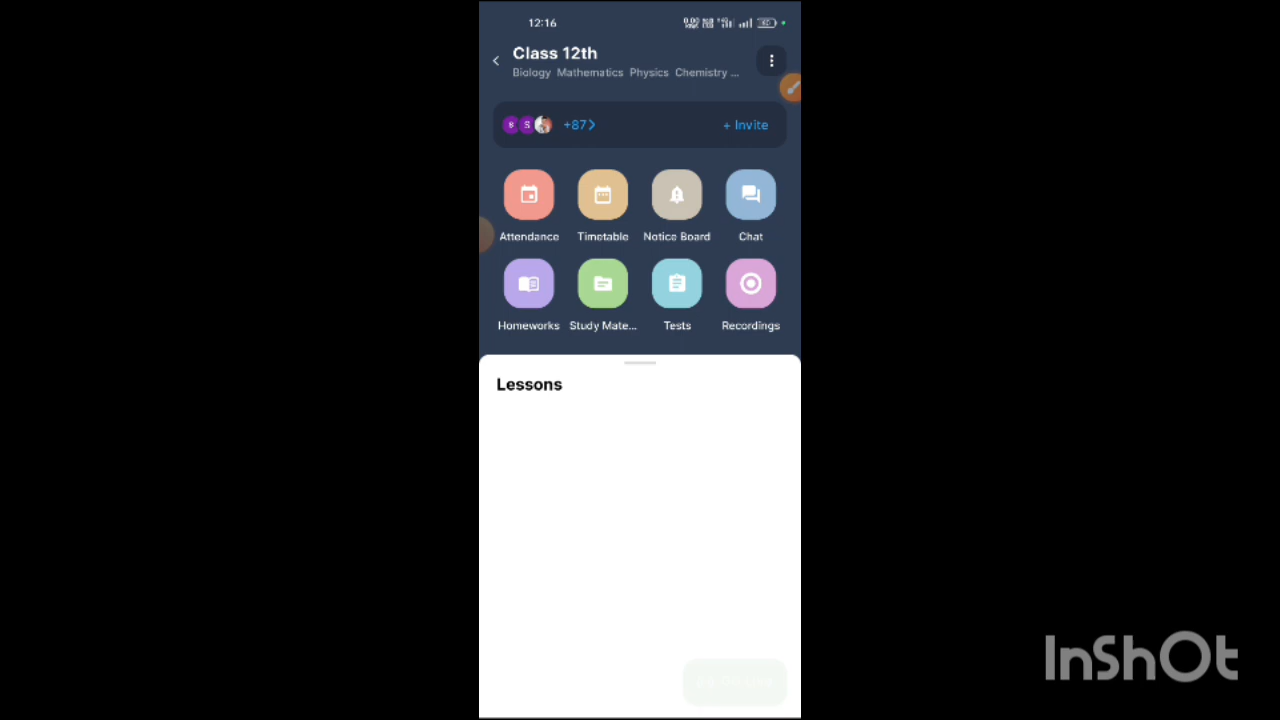 12:16
Class 12th
Biology Mathematics Physics Chemistry ...
S S +87 + Invite
Attendance Timetable Notice Board Chat
Homeworks Study Mate... Tests Recordings
Lessons
InShOt